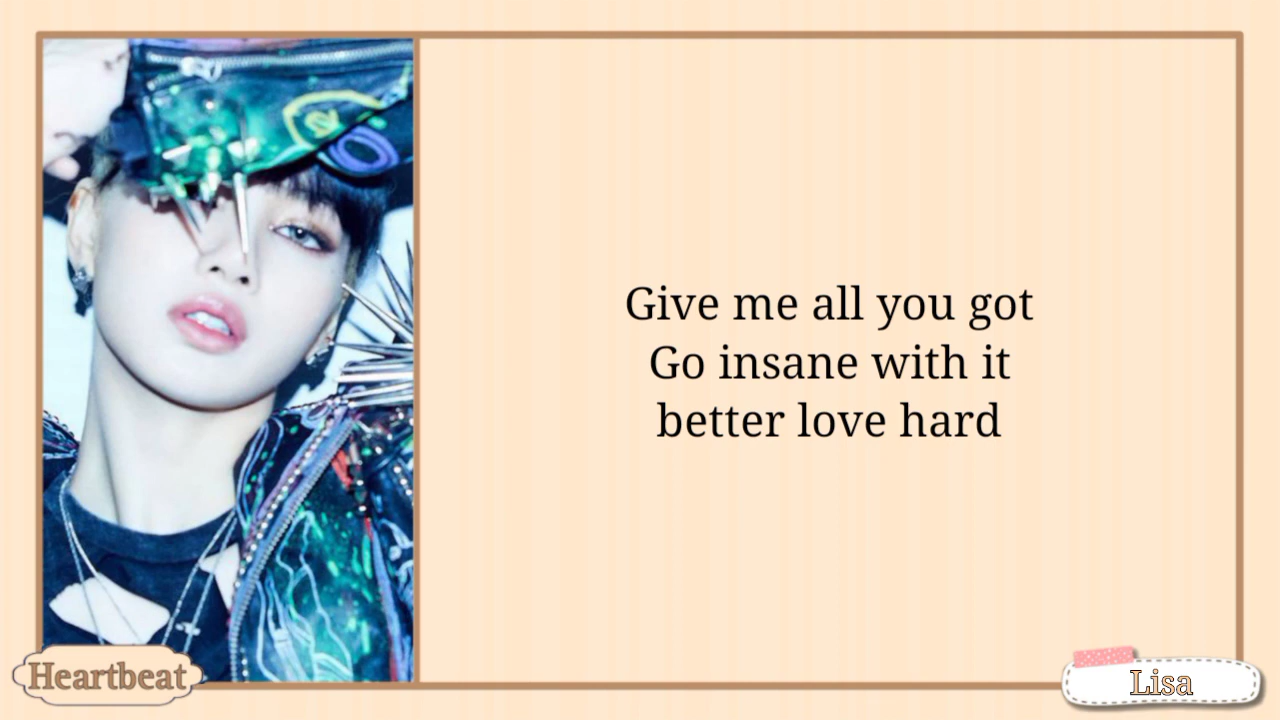 Give me all you got
Go insane with it
better love hard
Heartbeat
Lisa